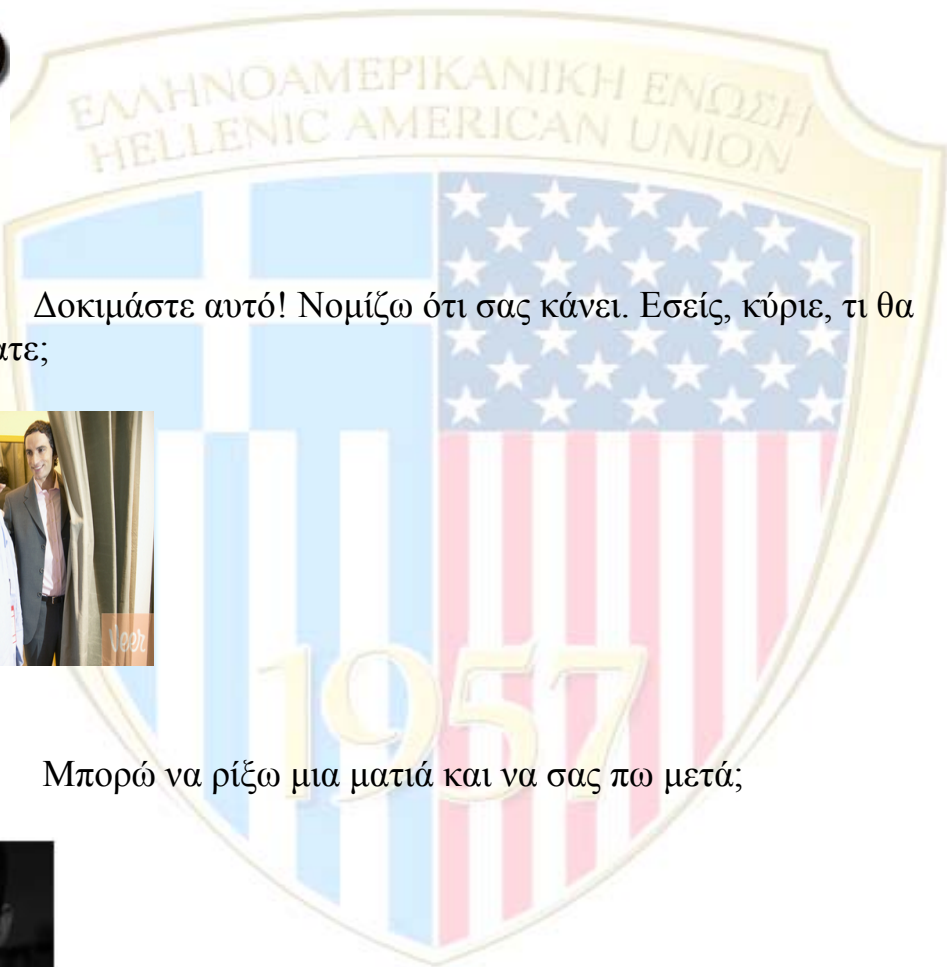 ΕΛΛΗΝΟΑΜΕΡΙΚΑΝΙΚΗ ΕΝΩΣΗ
HELLENIC AMERICAN UNION
Δοκιμάστε αυτό! Νομίζω ότι σας κάνει. Εσείς, κύριε, τι θα
ατε;
Veer
1957
Μπορώ να ρίξω μια ματιά και να σας πω μετά;